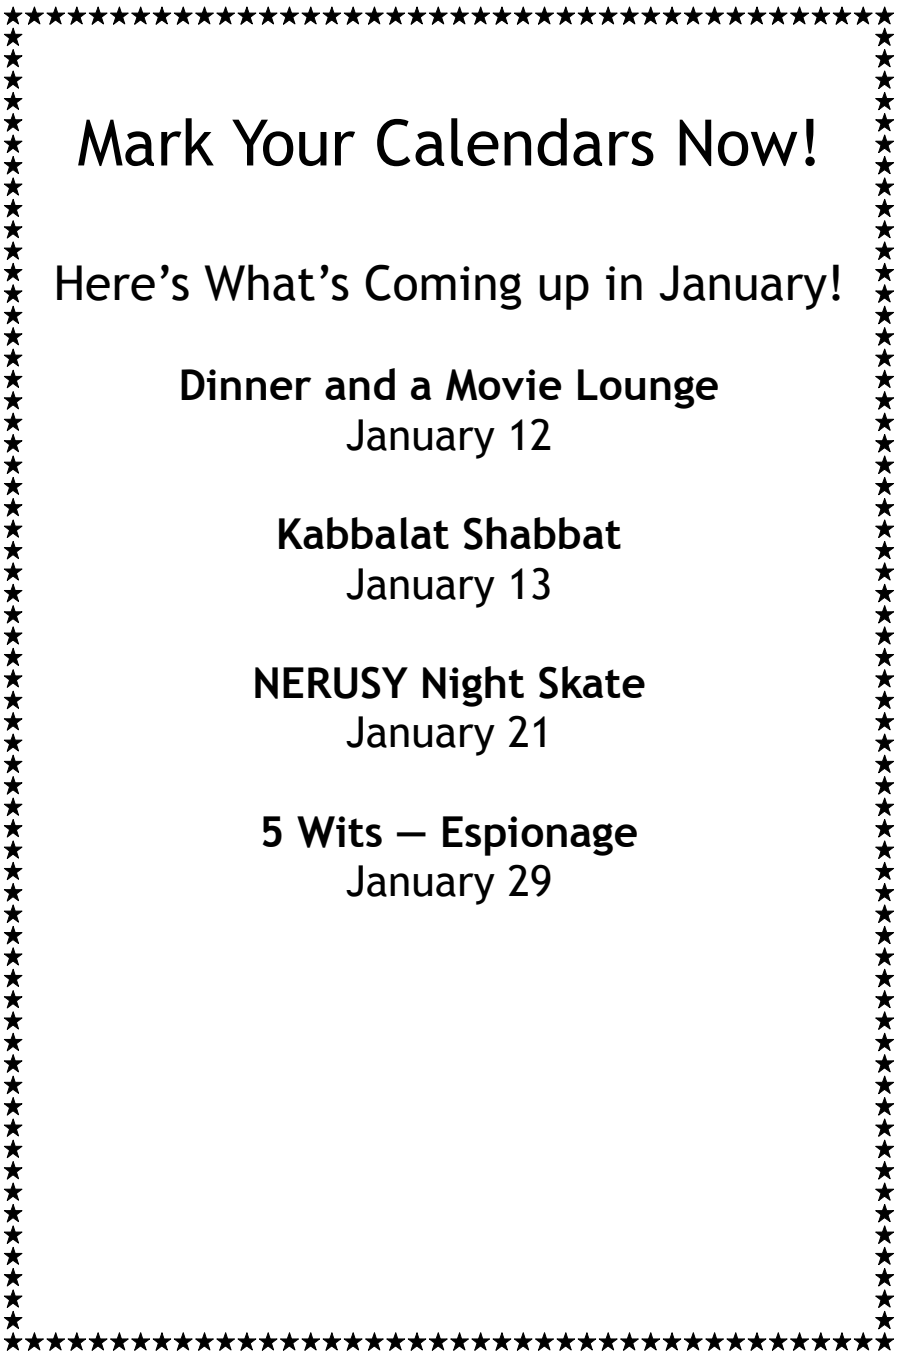 Mark Your Calendars Now!
Here’s What’s Coming up in January!
Dinner and a Movie Lounge
January 12
Kabbalat Shabbat
January 13
NERUSY Night Skate
January 21
5 Wits — Espionage
January 29